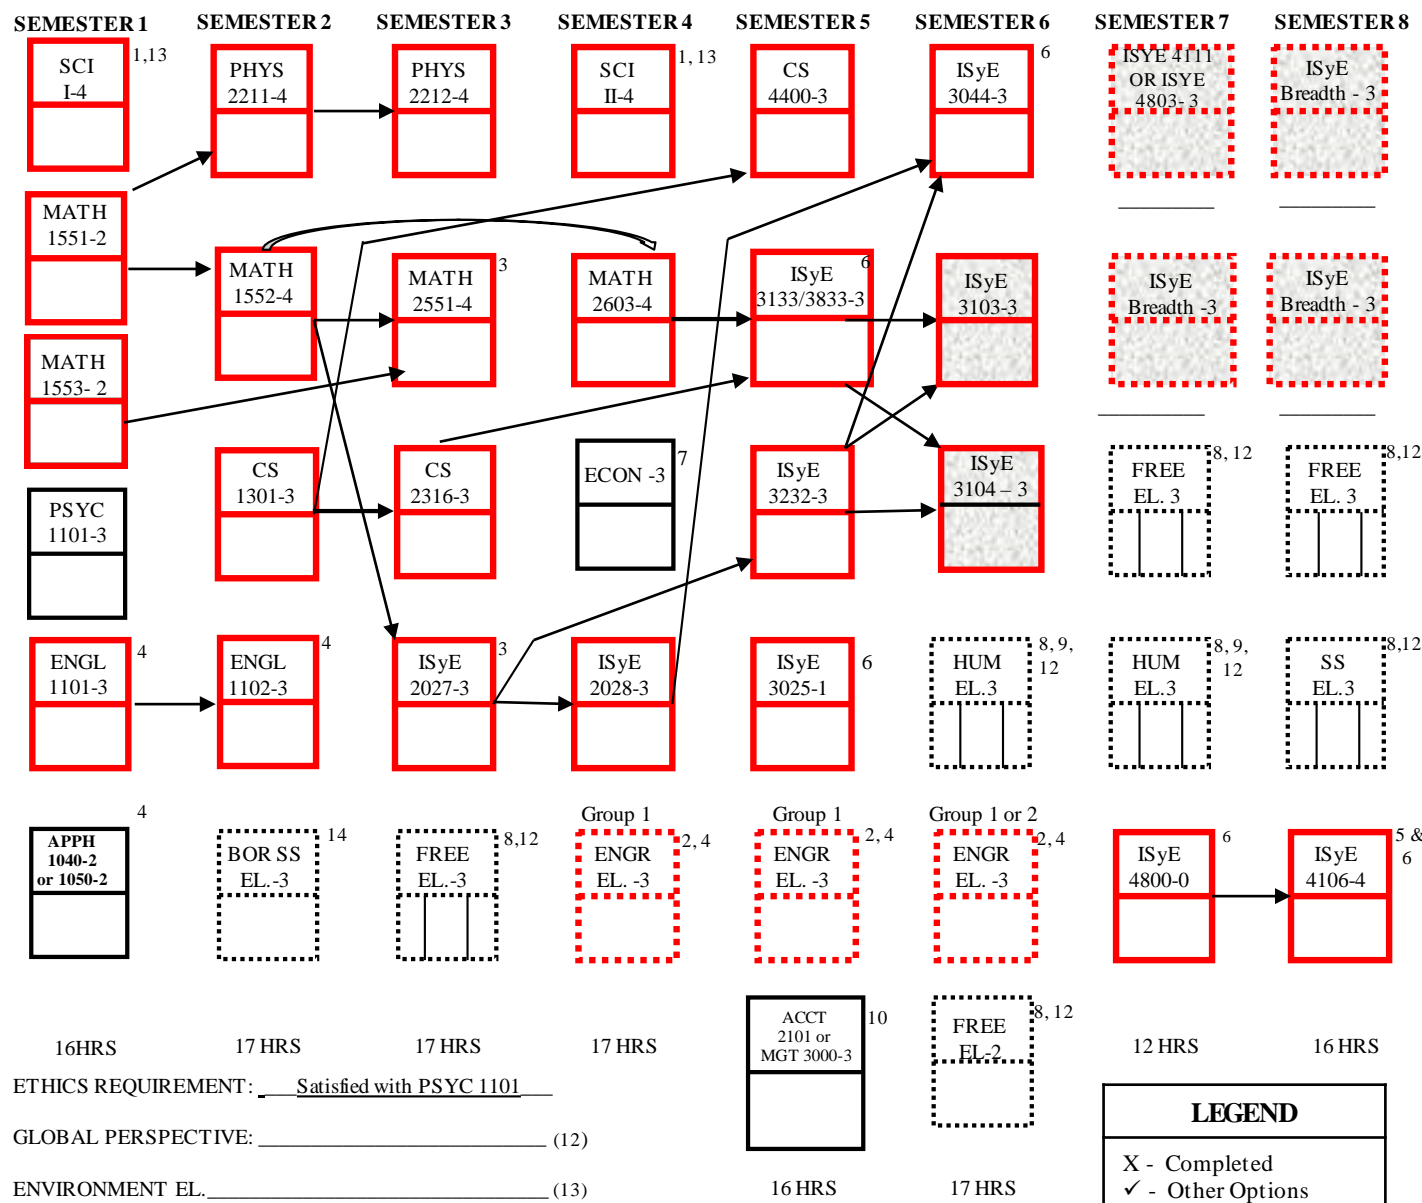 SEMESTER 1 SEMESTER 2 SEMESTER 3 SEMESTER 4 SEMESTER 5 SEMESTER 6 SEMESTER 7 SEMESTER 8
SCI
I-4
1,13
PHYS
2211-4
PHYS
2212-4
SCI
II-4
1, 13
CS
4400-3
ISyE
3044-3
6
ISYE 4111
OR ISYE
4803- 3
ISyE
Breadth - 3
MATH
1551-2
MATH
1552-4
MATH
2551-4
3
MATH
2603-4
ISyE
3133/3833-3
6
ISyE
3103-3
ISyE
Breadth -3
ISyE
Breadth - 3
MATH
1553- 2
CS
1301-3
CS
2316-3
ECON -3
7
ISyE
3232-3
ISyE
3104 – 3
FREE
EL. 3
8, 12
FREE
EL. 3
8,12
PSYC
1101-3
ENGL
1101-3
4
ENGL
1102-3
4
ISyE
2027-3
3
ISyE
2028-3
ISyE
3025-1
6
HUM
EL.3
8, 9,
12
HUM
EL.3
8, 9,
12
SS
EL.3
8,12
APPH
1040-2
or 1050-2
4
BOR SS
EL.-3
14
FREE
EL.-3
8,12
Group 1
ENGR
EL. -3
2, 4
Group 1
ENGR
EL. -3
2, 4
Group 1 or 2
ENGR
EL. -3
2, 4
ISyE
4800-0
6
ISyE
4106-4
5 &
6
ACCT
2101 or
MGT 3000-3
10
FREE
EL-2
8, 12
16HRS 17 HRS 17 HRS 17 HRS 12 HRS 16 HRS
ETHICS REQUIREMENT: ____Satisfied with PSYC 1101___
GLOBAL PERSPECTIVE: ___________________________ (12)
ENVIRONMENT EL.________________________________ (13)
16 HRS 17 HRS
LEGEND
X - Completed
✓ - Other Options